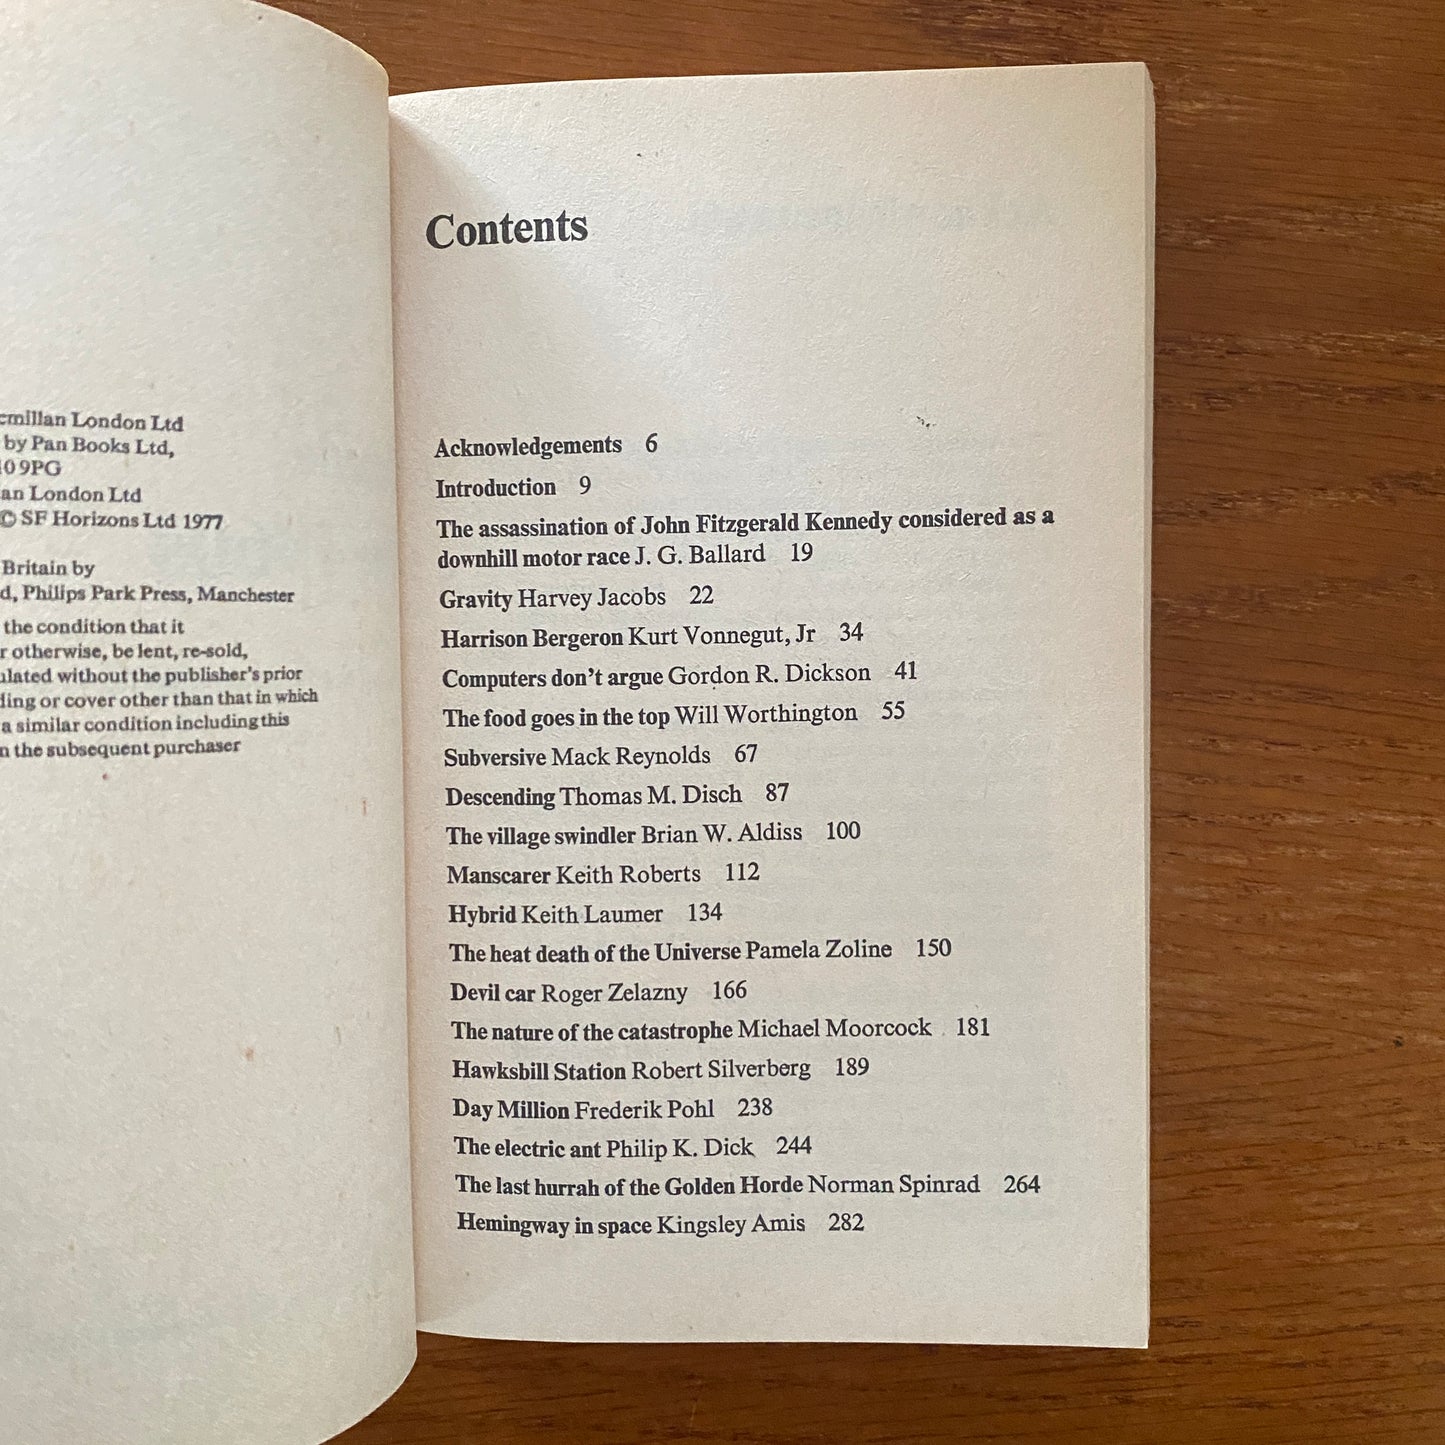 cmillan London Ltd
by Pan Books Ltd,
0 9PG
an London Ltd
© SF Horizons Ltd 1977
Britain by
d, Philips Park Press, Manchester
the condition that it
r otherwise, be lent, re-sold,
ulated without the publisher's prior
ding or cover other than that in which
a similar condition including this
n the subsequent purchaser
Contents
Acknowledgements 6
Introduction 9
The assassination of John Fitzgerald Kennedy considered as a
downhill motor race J. G. Ballard 19
Gravity Harvey Jacobs 22
Harrison Bergeron Kurt Vonnegut, Jr 34
Computers don't argue Gordon R. Dickson 41
The food goes in the top Will Worthington 55
Subversive Mack Reynolds 67
Descending Thomas M. Disch 87
The village swindler Brian W. Aldiss 100
Manscarer Keith Roberts 112
Hybrid Keith Laumer 134
The heat death of the Universe Pamela Zoline 150
Devil car Roger Zelazny 166
The nature of the catastrophe Michael Moorcock 181
Hawksbill Station Robert Silverberg 189
Day Million Frederik Pohl 238
The electric ant Philip K. Dick 244
The last hurrah of the Golden Horde Norman Spinrad 264
Hemingway in space Kingsley Amis 282